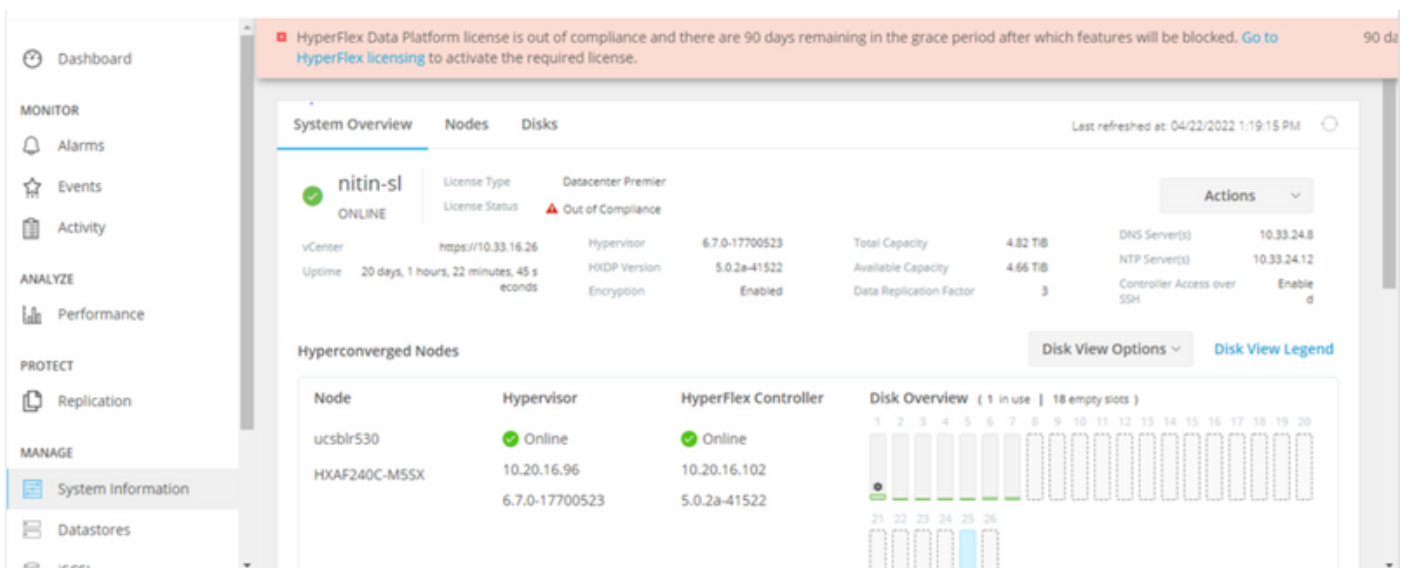 HyperFlex Data Platform license is out of compliance and there are 90 days remaining in the grace period after which features will be blocked. Go to
HyperFlex licensing to activate the required license.
90 da
Dashboard
MONITOR
Alarms
Events
Activity
ANALYZE
Performance
PROTECT
Replication
MANAGE
System Information
Datastores
System Overview Nodes Disks
Last refreshed at: 04/22/2022 1:19:15 PM
nitin-sl
ONLINE
License Type Datacenter Premier
License Status Out of Compliance
Actions
vCenter https://10.33.16.26
Uptime 20 days, 1 hours, 22 minutes, 45 s
econds
Hypervisor 6.7.0-17700523
HXDP Version 5.0.2a-41522
Encryption Enabled
Total Capacity 4.82 TiB
Available Capacity 4.66 TiB
Data Replication Factor 3
DNS Server(s) 10.33.24.8
NTP Server(s) 10.33.24.12
Controller Access over Enable
SSH d
Hyperconverged Nodes
Disk View Options
Disk View Legend
Node Hypervisor HyperFlex Controller Disk Overview ( 1 in use | 18 empty slots )
1 2 3 4 5 6 7 8 9 10 11 12 13 14 15 16 17 18 19 20
ucsblr530 Online Online
HXAF240C-M5SX 10.20.16.96 10.20.16.102
6.7.0-17700523 5.0.2a-41522
21 22 23 24 25 26